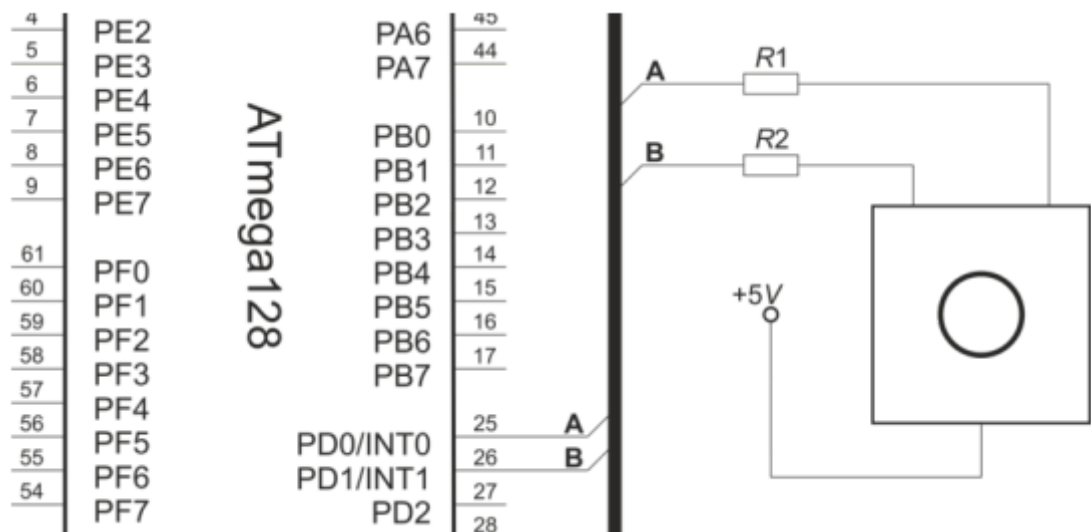 4
PE2
5
PE3
6
PE4
7
PE5
8
PE6
9
PE7
61
PF0
60
PF1
59
PF2
58
PF3
57
PF4
56
PF5
55
PF6
54
PF7
ATmega128
45
PA6
44
PA7
10
PB0
11
PB1
12
PB2
13
PB3
14
PB4
15
PB5
16
PB6
17
PB7
25
PD0/INT0
A
26
PD1/INT1
B
27
PD2
28
A
R1
B
R2
+5V